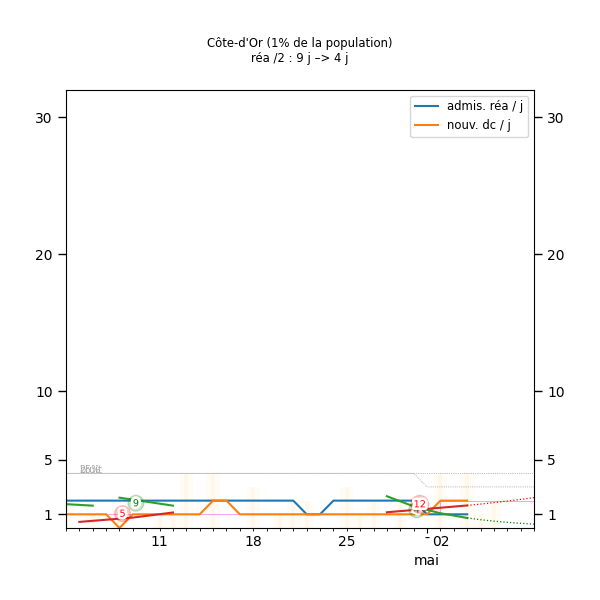 Côte-d'Or (1% de la population)
réa /2 : 9 j –> 4 j
admis. réa / j
nouv. dc / j
30 30
20 20
10 10
5 5
1 1
9
5
12
11 18 25 02
mai